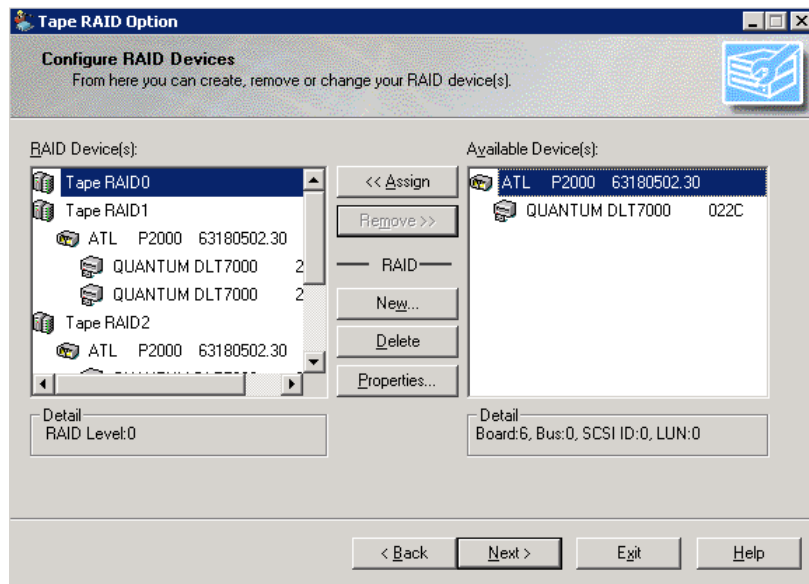 Tape RAID Option
Configure RAID Devices
From here you can create, remove or change your RAID device(s).
RAID Device(s):
Tape RAID0
Tape RAID1
ATL P2000 63180502.30
QUANTUM DLT7000 2
QUANTUM DLT7000 2
Tape RAID2
ATL P2000 63180502.30
<< Assign
Remove >>
RAID
New...
Delete
Properties...
Available Device(s):
ATL P2000 63180502.30
QUANTUM DLT7000 022C
Detail
RAID Level:0
Detail
Board:6, Bus:0, SCSI ID:0, LUN:0
< Back
Next >
Exit
Help